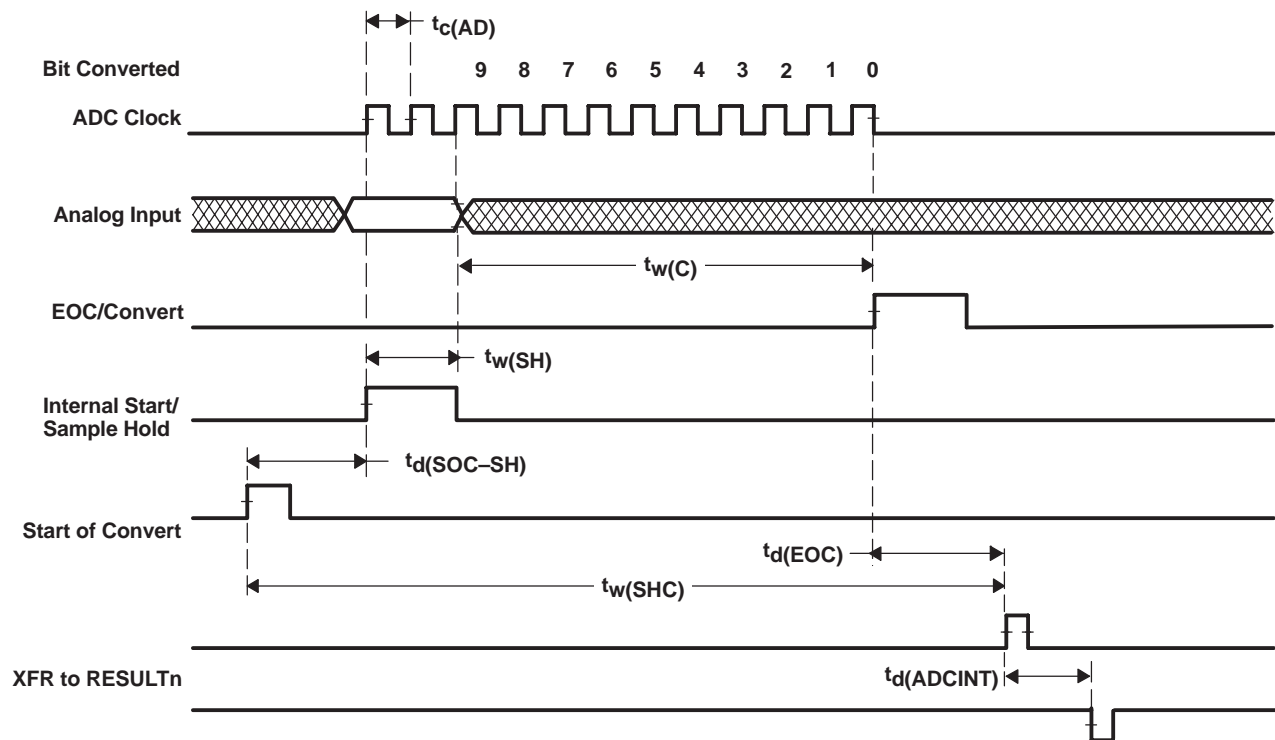 tc(AD)
Bit Converted
9 8 7 6 5 4 3 2 1 0
ADC Clock
Analog Input
tw(C)
EOC/Convert
tw(SH)
Internal Start/
Sample Hold
td(SOC–SH)
Start of Convert
td(EOC)
tw(SHC)
XFR to RESULTn
td(ADCINT)